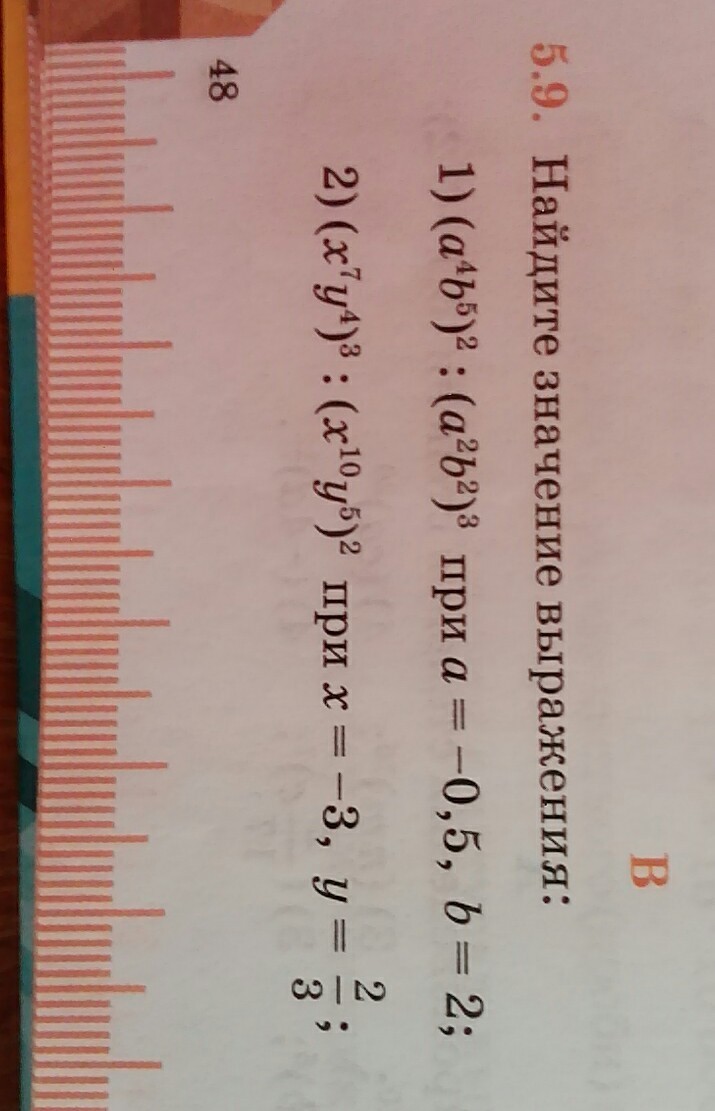 В
5.9. Найдите значение выражения:
1) (a⁴b⁵)² : (a²b²)³ при a = −0,5, b = 2;
2) (x⁷y⁴)³ : (x¹⁰y⁵)² при x = −3, y = 2/3;
48